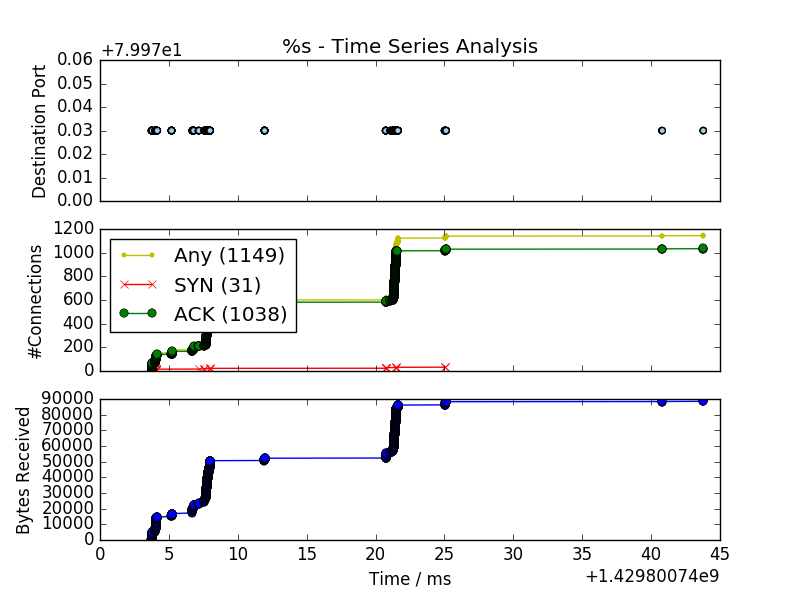 %s - Time Series Analysis
+7.997e1
0.06
0.05
0.04
0.03
0.02
0.01
0.00
Destination Port
1200
1000
800
600
400
200
0
#Connections
Any (1149)
SYN (31)
ACK (1038)
90000
80000
70000
60000
50000
40000
30000
20000
10000
0
Bytes Received
0 5 10 15 20 25 30 35 40 45
Time / ms
+1.42980074e9